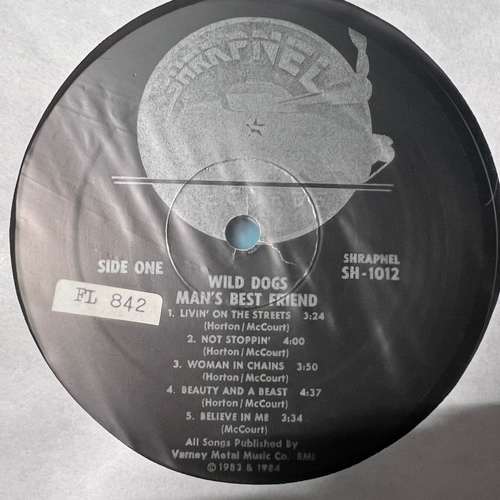 SHRAPNEL
SIDE ONE
SHRAPNEL
SH-1012
FL 842
WILD DOGS
MAN'S BEST FRIEND
1. LIVIN' ON THE STREETS 3:24
(Horton/McCourt)
2. NOT STOPPIN' 4:00
(Horton/McCourt)
3. WOMAN IN CHAINS 3:50
(Horton/McCourt)
4. BEAUTY AND A BEAST 4:37
(Horton/McCourt)
5. BELIEVE IN ME 3:34
(McCourt)
All Songs Published By
Varney Metal Music Co. BMI
© 1983 & 1984